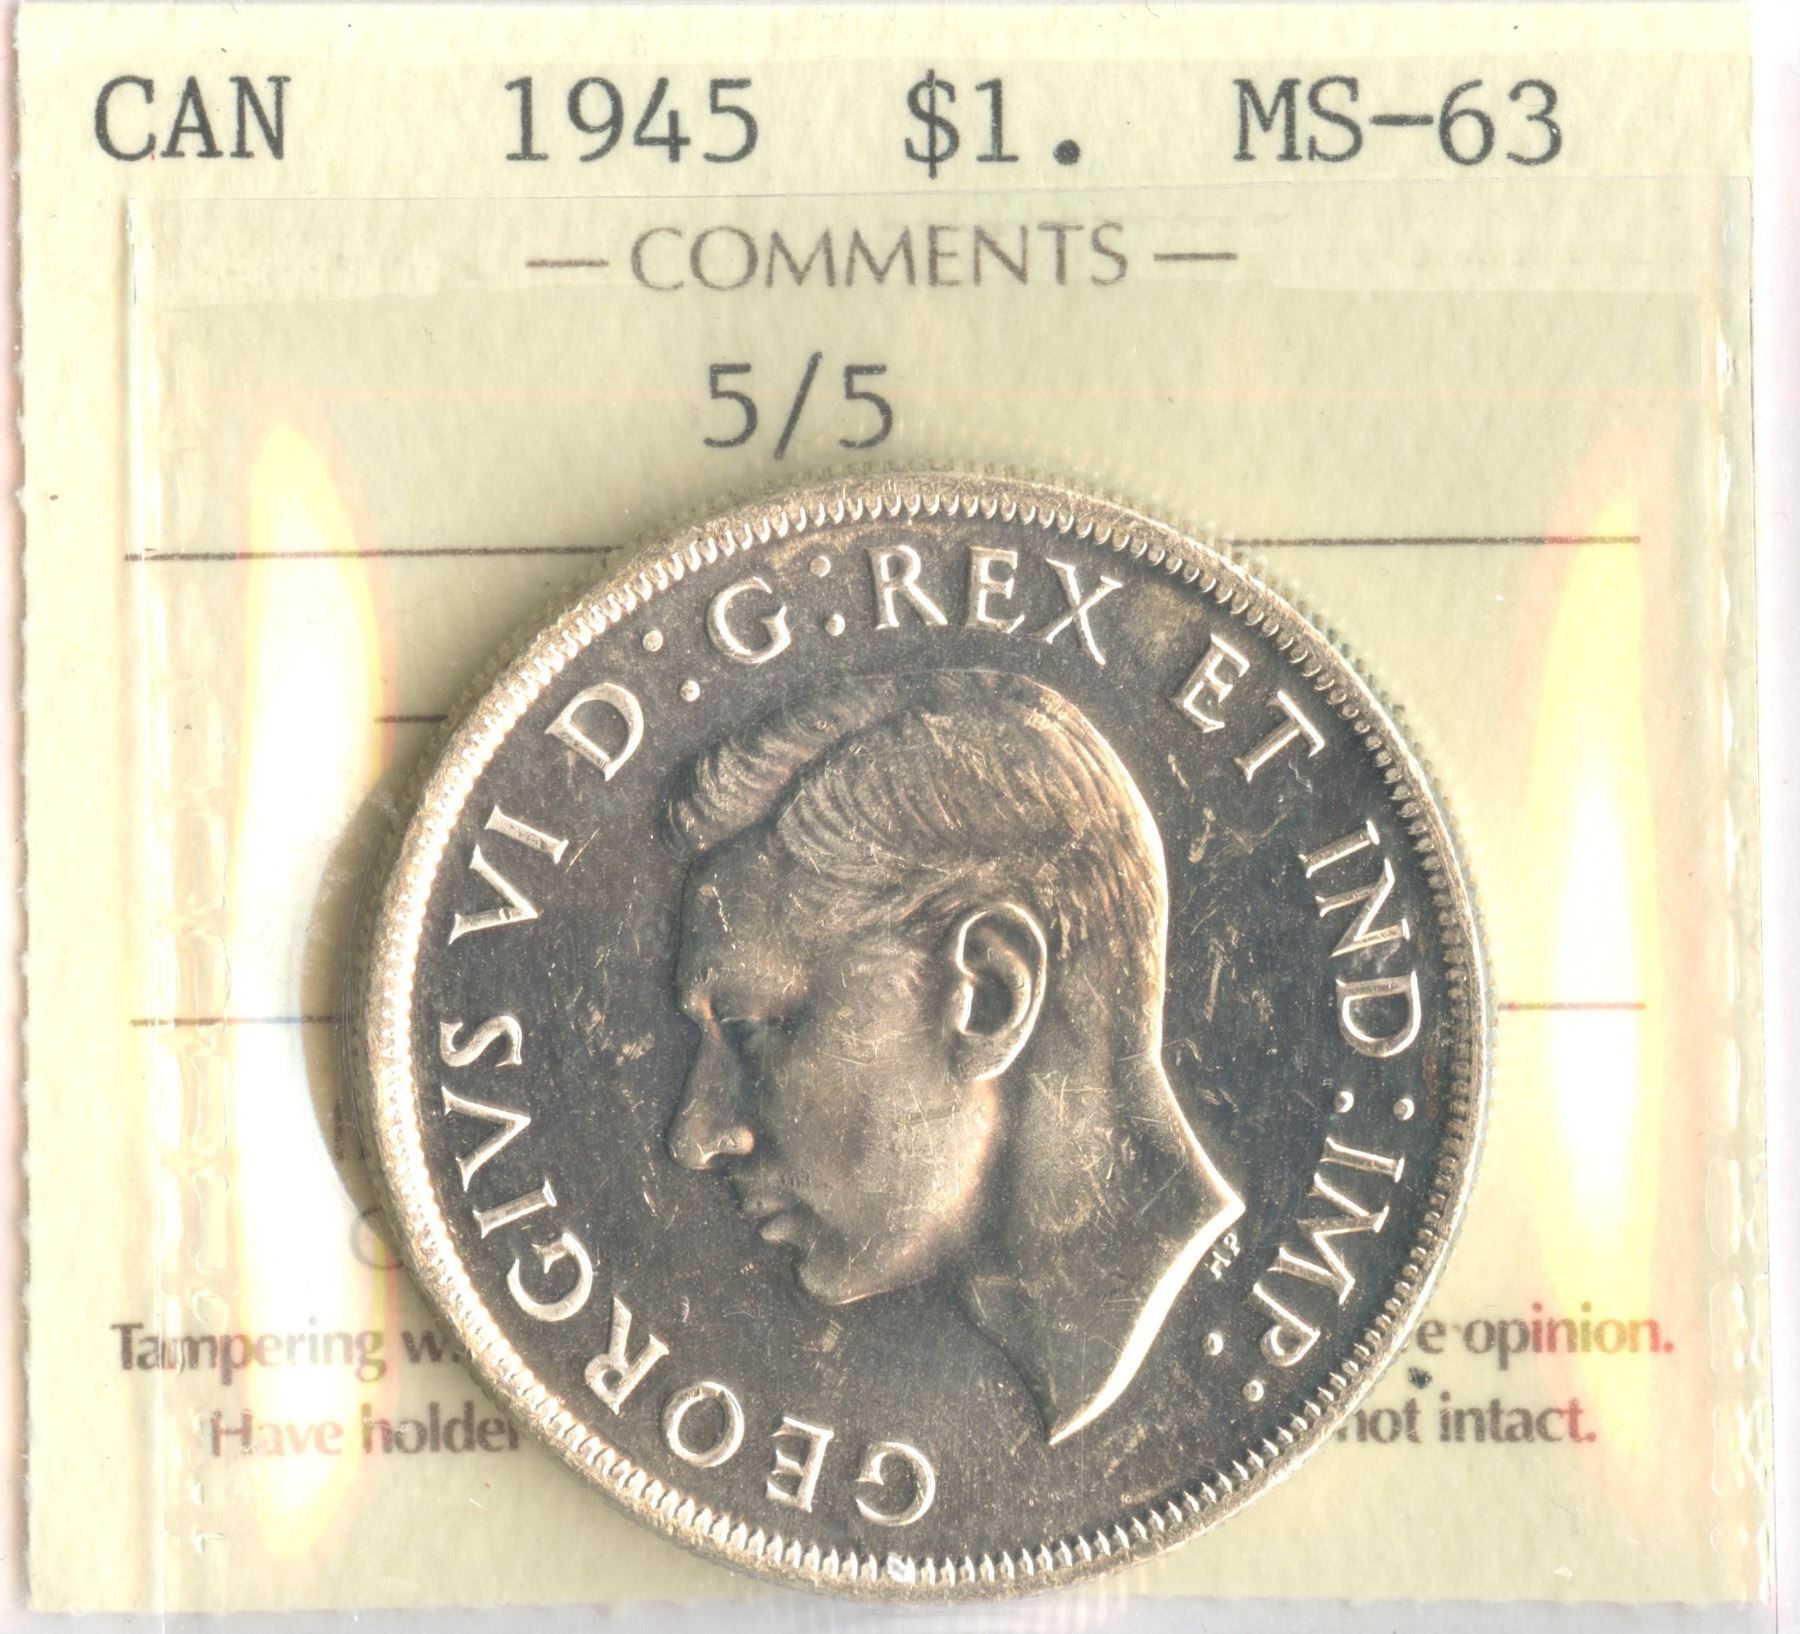 CAN 1945 $1. MS-63
— COMMENTS —
5/5
GEORGIVS VI D:G:REX ET IND:IMP:
HP
Tampering w e opinion.
Have holder not intact.